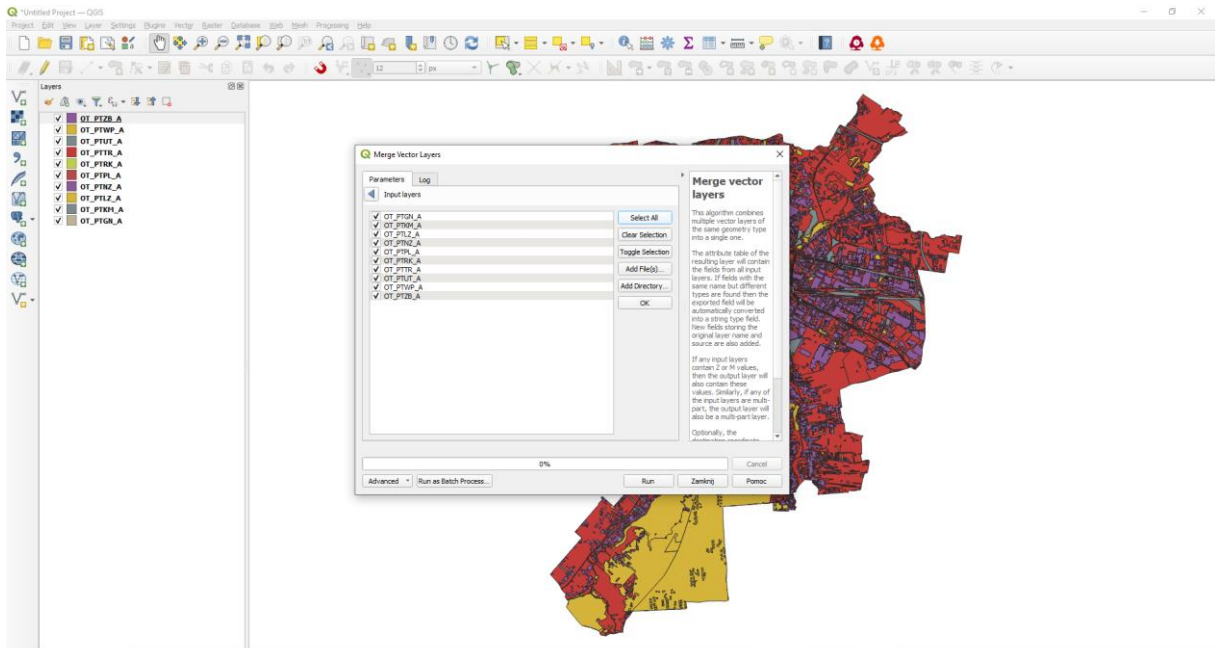 *Untitled Project — QGIS
Project Edit View Layer Settings Plugins Vector Raster Database Web Mesh Processing Help
12 px
Layers
OT_PTZB_A
OT_PTWP_A
OT_PTUT_A
OT_PTTR_A
OT_PTRK_A
OT_PTPL_A
OT_PTNZ_A
OT_PTLZ_A
OT_PTKM_A
OT_PTGN_A
Merge Vector Layers
Parameters Log
Input layers
OT_PTGN_A
OT_PTKM_A
OT_PTLZ_A
OT_PTNZ_A
OT_PTPL_A
OT_PTRK_A
OT_PTTR_A
OT_PTUT_A
OT_PTWP_A
OT_PTZB_A
Select All
Clear Selection
Toggle Selection
Add File(s)...
Add Directory...
OK
Merge vector
layers
This algorithm combines
multiple vector layers of
the same geometry type
into a single one.
The attribute table of the
resulting layer will contain
the fields from all input
layers. If fields with the
same name but different
types are found then the
exported field will be
automatically converted
into a string type field.
New fields storing the
original layer name and
source are also added.
If any input layers
contain Z or M values,
then the output layer will
also contain these
values. Similarly, if any of
the input layers are multi-
part, the output layer will
also be a multi-part layer.
Optionally, the
0%
Cancel
Advanced Run as Batch Process...
Run Zamknij Pomoc